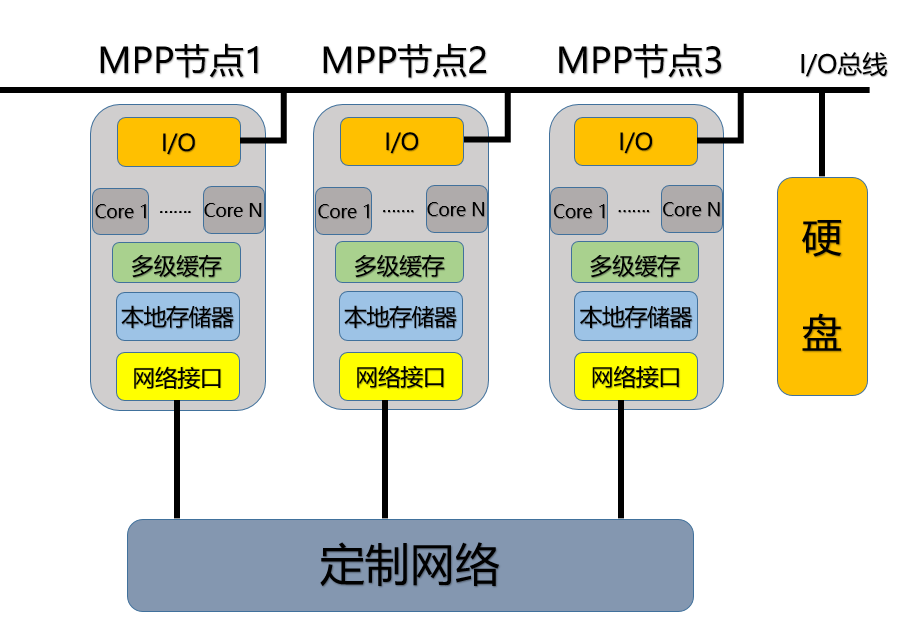 MPP节点1
MPP节点2
MPP节点3
I/O总线
I/O
Core 1 ....... Core N
多级缓存
本地存储器
网络接口
I/O
Core 1 ....... Core N
多级缓存
本地存储器
网络接口
I/O
Core 1 ....... Core N
多级缓存
本地存储器
网络接口
硬
盘
定制网络